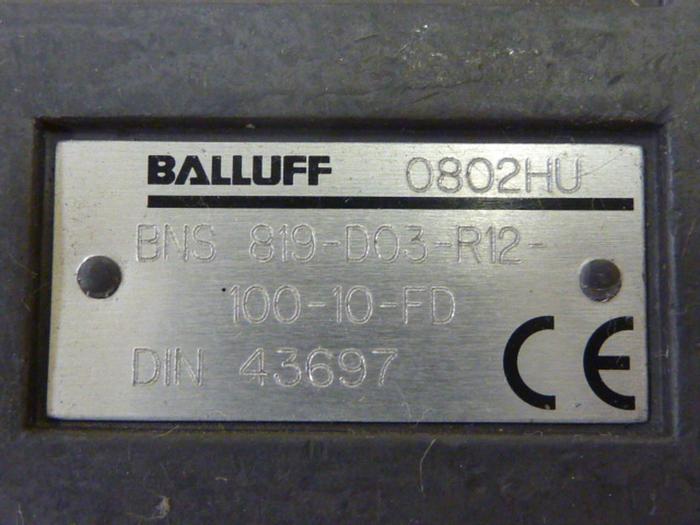 BALLUFF 0802HU
BNS 819-D03-R12-
100-10-FD
DIN 43697
CE